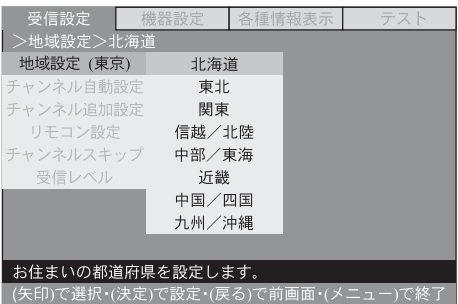 受信設定 機器設定 各種情報表示 テスト
＞地域設定＞北海道
地域設定 (東京) 北海道
チャンネル自動設定 東北
チャンネル追加設定 関東
リモコン設定 信越／北陸
チャンネルスキップ 中部／東海
受信レベル 近畿
中国／四国
九州／沖縄
お住まいの都道府県を設定します。
(矢印)で選択・(決定)で設定・(戻る)で前画面・(メニュー)で終了